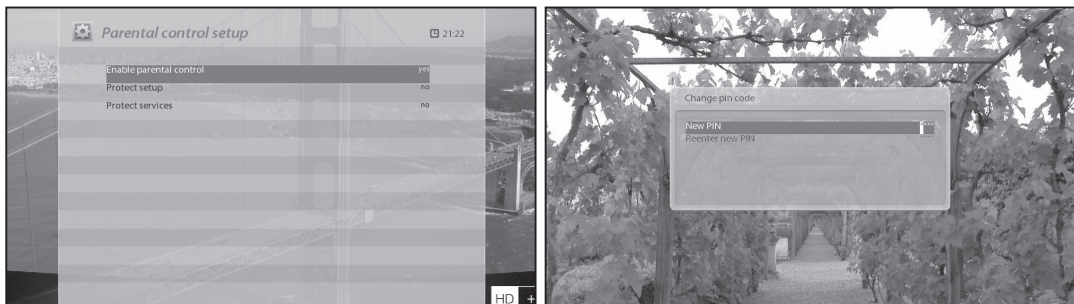 Parental control setup 21:22
Enable parental control yes
Protect setup no
Protect services no
HD +
Change pin code
New PIN
Reenter new PIN